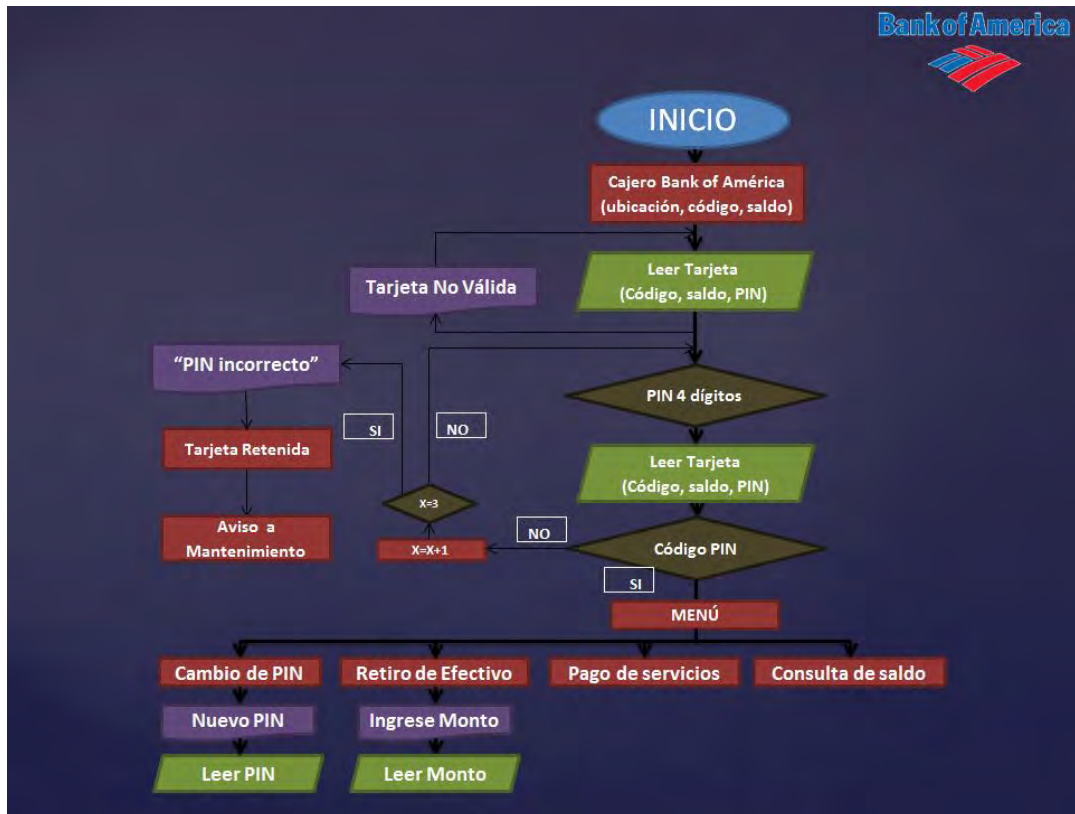 Bank of America
INICIO
Cajero Bank of América
(ubicación, código, saldo)
Leer Tarjeta
(Código, saldo, PIN)
Tarjeta No Válida
"PIN incorrecto"
PIN 4 dígitos
SI
NO
Tarjeta Retenida
Leer Tarjeta
(Código, saldo, PIN)
X=3
Aviso a
Mantenimiento
X=X+1
NO
Código PIN
SI
MENÚ
Cambio de PIN
Retiro de Efectivo
Pago de servicios
Consulta de saldo
Nuevo PIN
Ingrese Monto
Leer PIN
Leer Monto